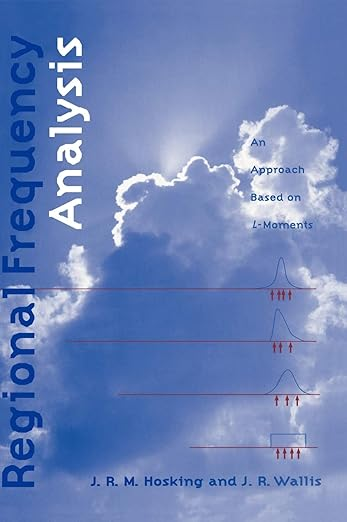 Regional Frequency
Analysis
An
Approach
Based on
L-Moments
J. R. M. Hosking and J. R. Wallis